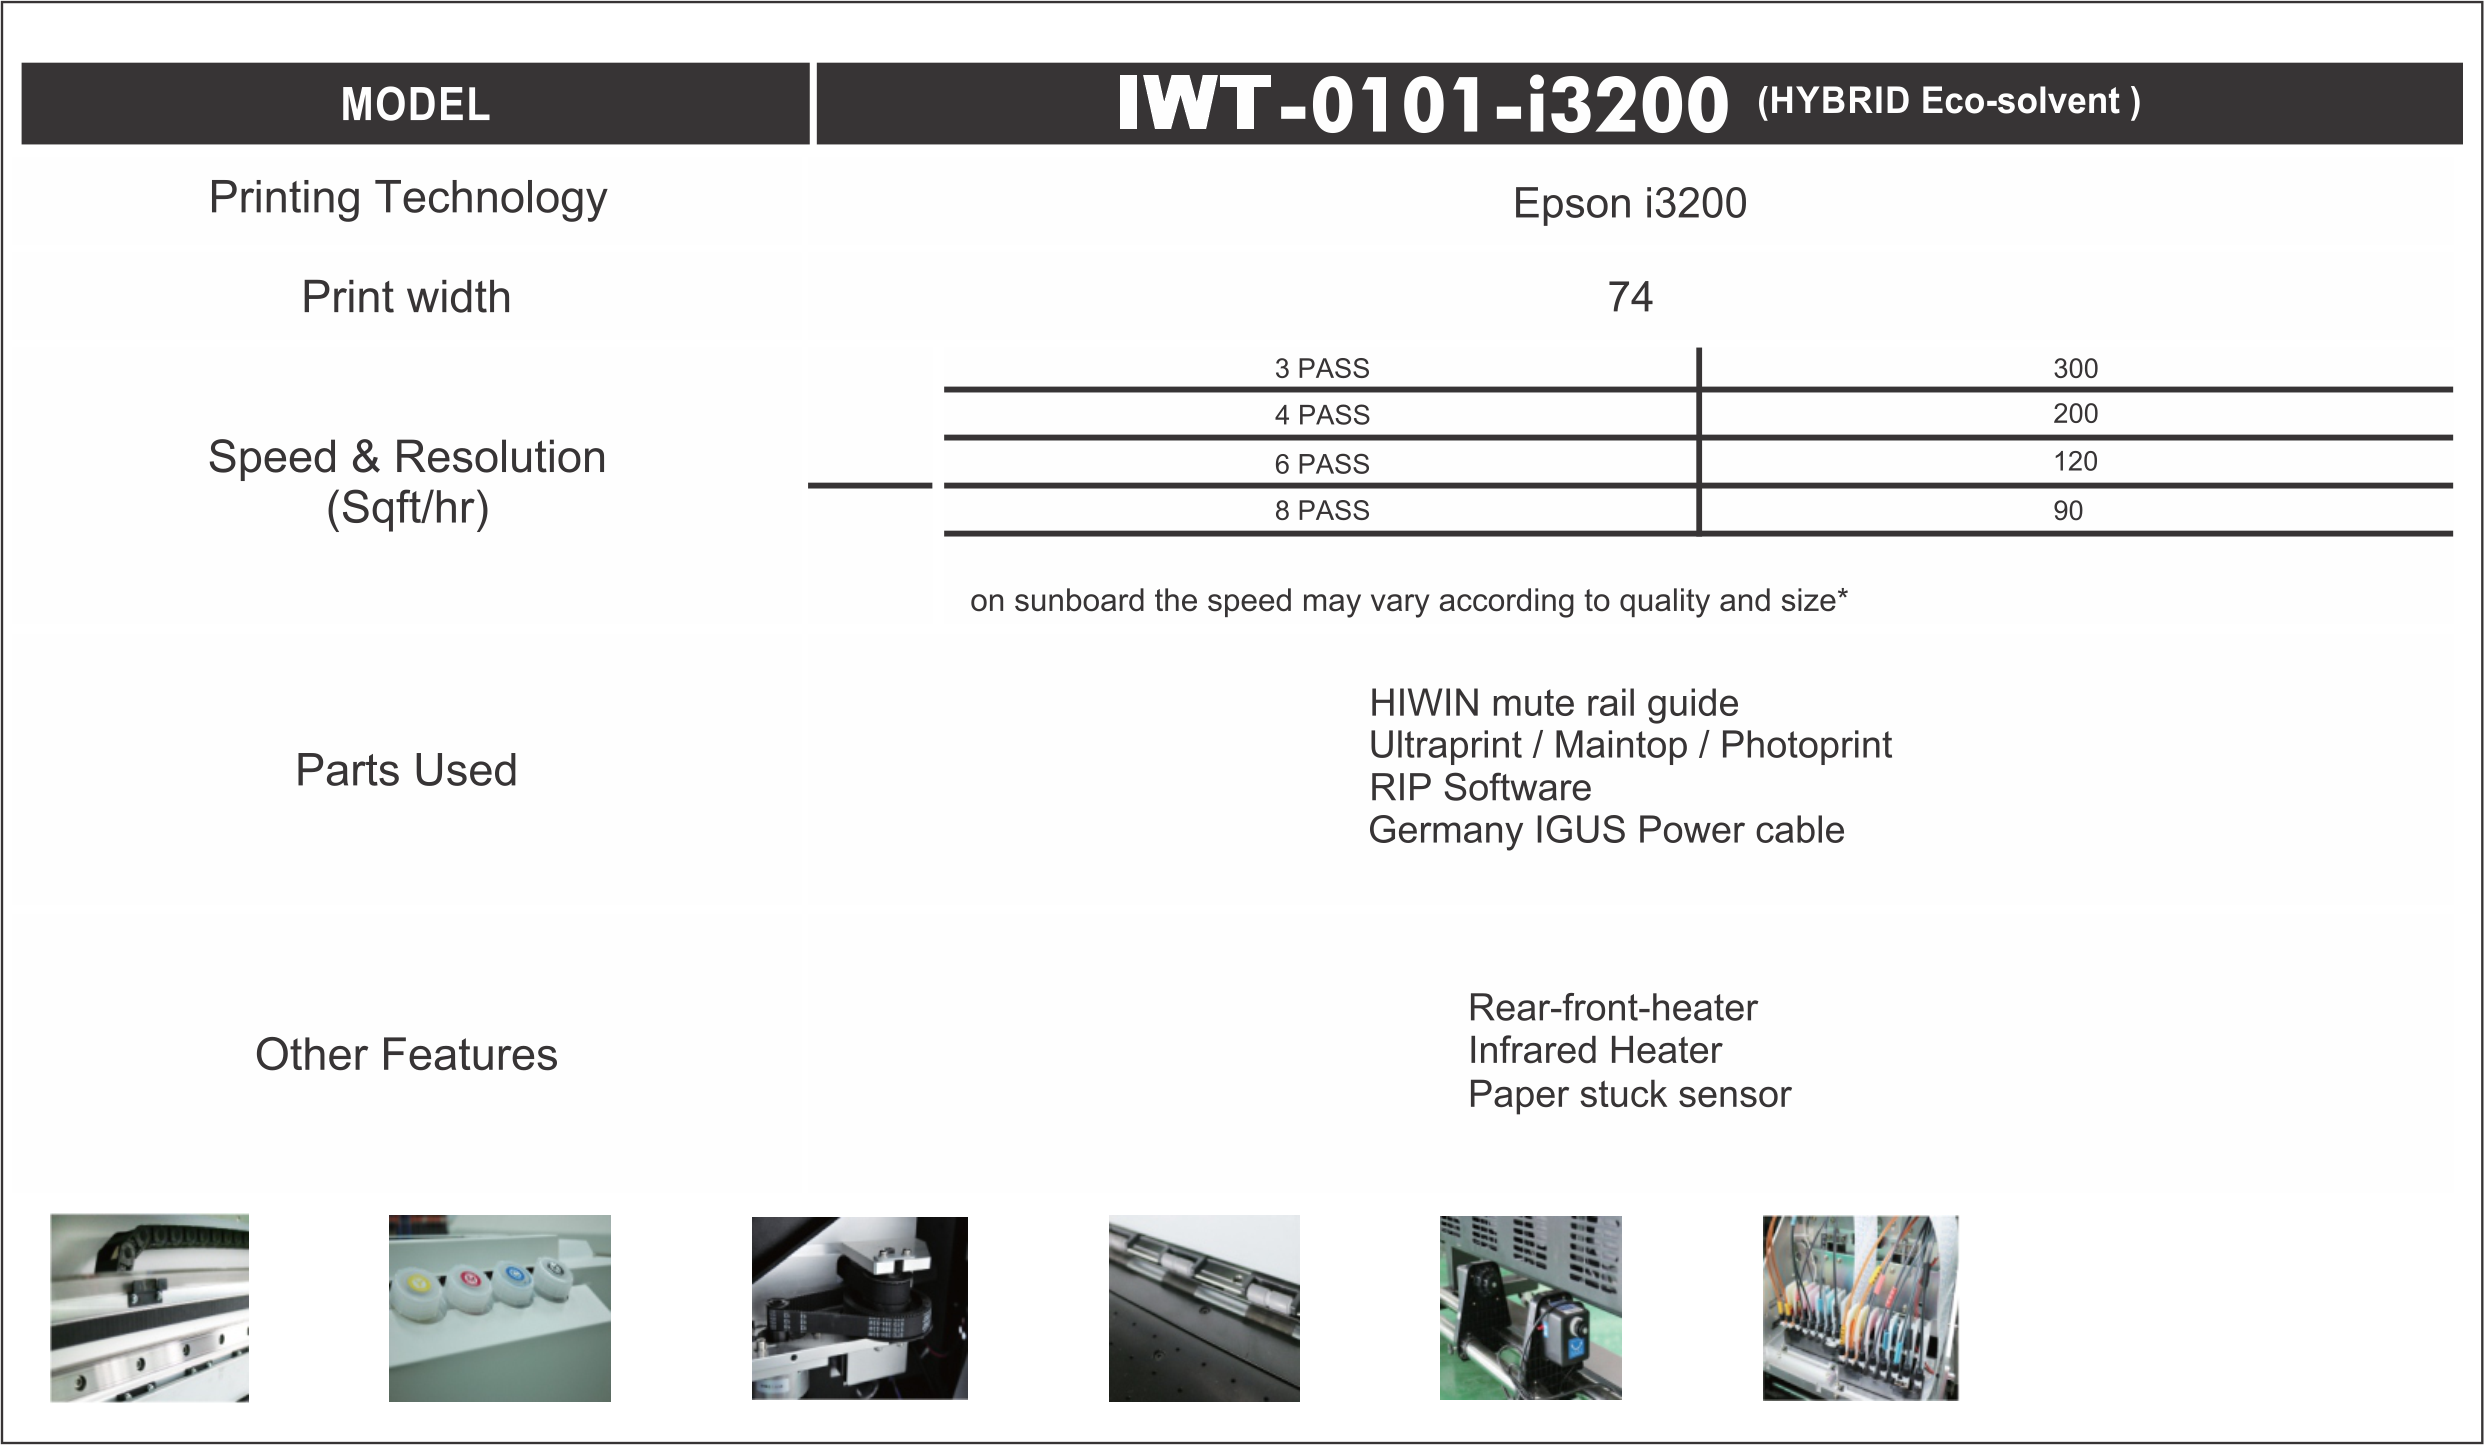 MODEL
IWT-0101-i3200 (HYBRID Eco-solvent )
Printing Technology
Epson i3200
Print width
74
Speed & Resolution
(Sqft/hr)
3 PASS 300
4 PASS 200
6 PASS 120
8 PASS 90
on sunboard the speed may vary according to quality and size*
Parts Used
HIWIN mute rail guide
Ultraprint / Maintop / Photoprint
RIP Software
Germany IGUS Power cable
Other Features
Rear-front-heater
Infrared Heater
Paper stuck sensor